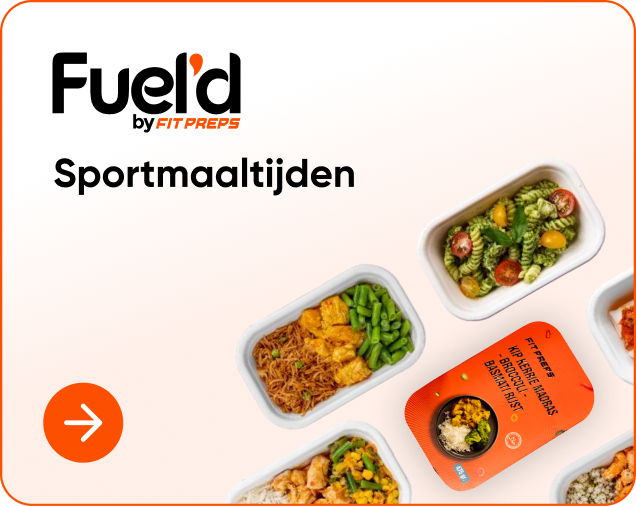 Fuel'd
by FIT PREPS
Sportmaaltijden
FIT PREPS
KIP KERRIE MADRAS
- BROCCOLI -
BASMATI RIJST